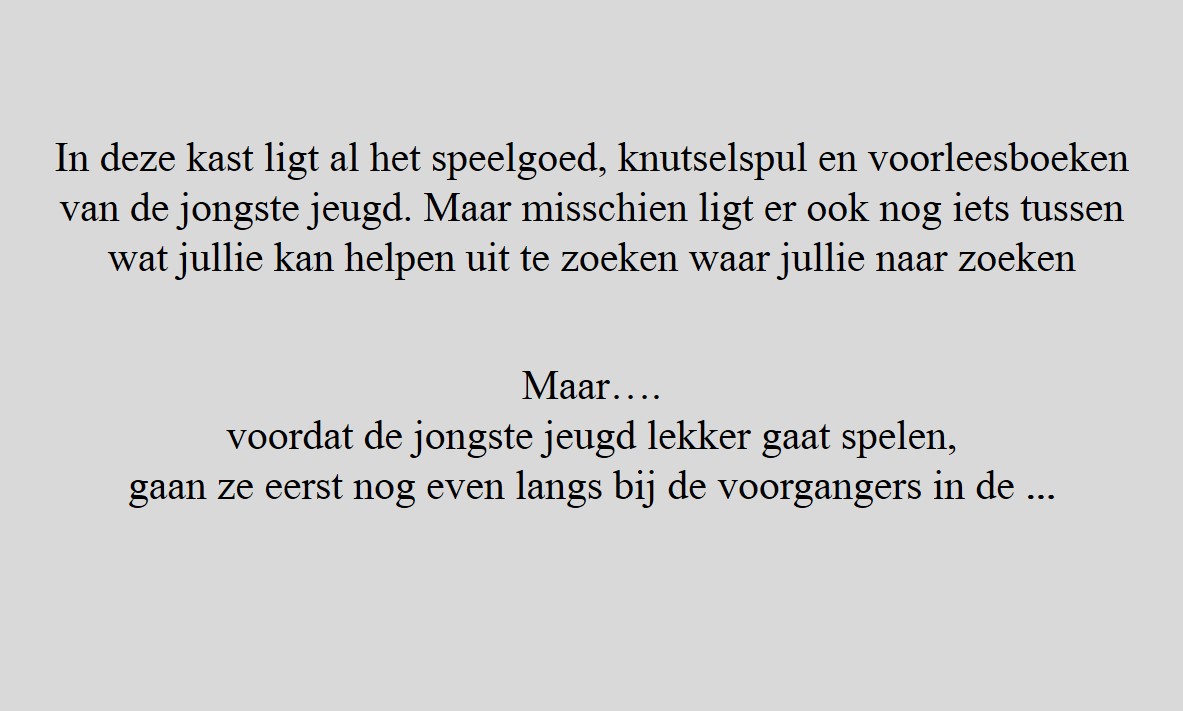 In deze kast ligt al het speelgoed, knutselspul en voorleesboeken
van de jongste jeugd. Maar misschien ligt er ook nog iets tussen
wat jullie kan helpen uit te zoeken waar jullie naar zoeken
Maar….
voordat de jongste jeugd lekker gaat spelen,
gaan ze eerst nog even langs bij de voorgangers in de ...